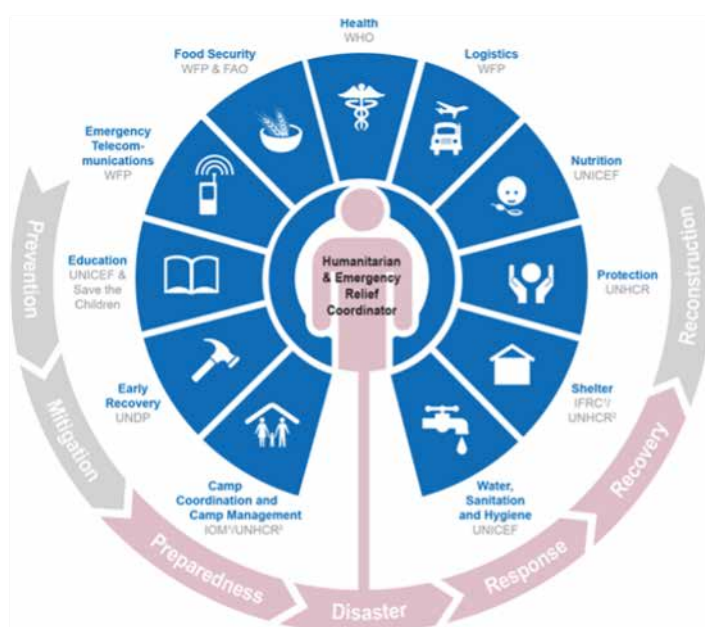 Health
WHO
Logistics
WFP
Nutrition
UNICEF
Protection
UNHCR
Shelter
IFRC¹/
UNHCR²
Water,
Sanitation
and Hygiene
UNICEF
Camp
Coordination and
Camp Management
IOM¹/UNHCR²
Early
Recovery
UNDP
Education
UNICEF &
Save the
Children
Emergency
Telecom-
munications
WFP
Food Security
WFP & FAO
Humanitarian
& Emergency
Relief
Coordinator
Prevention
Mitigation
Preparedness
Disaster
Response
Recovery
Reconstruction